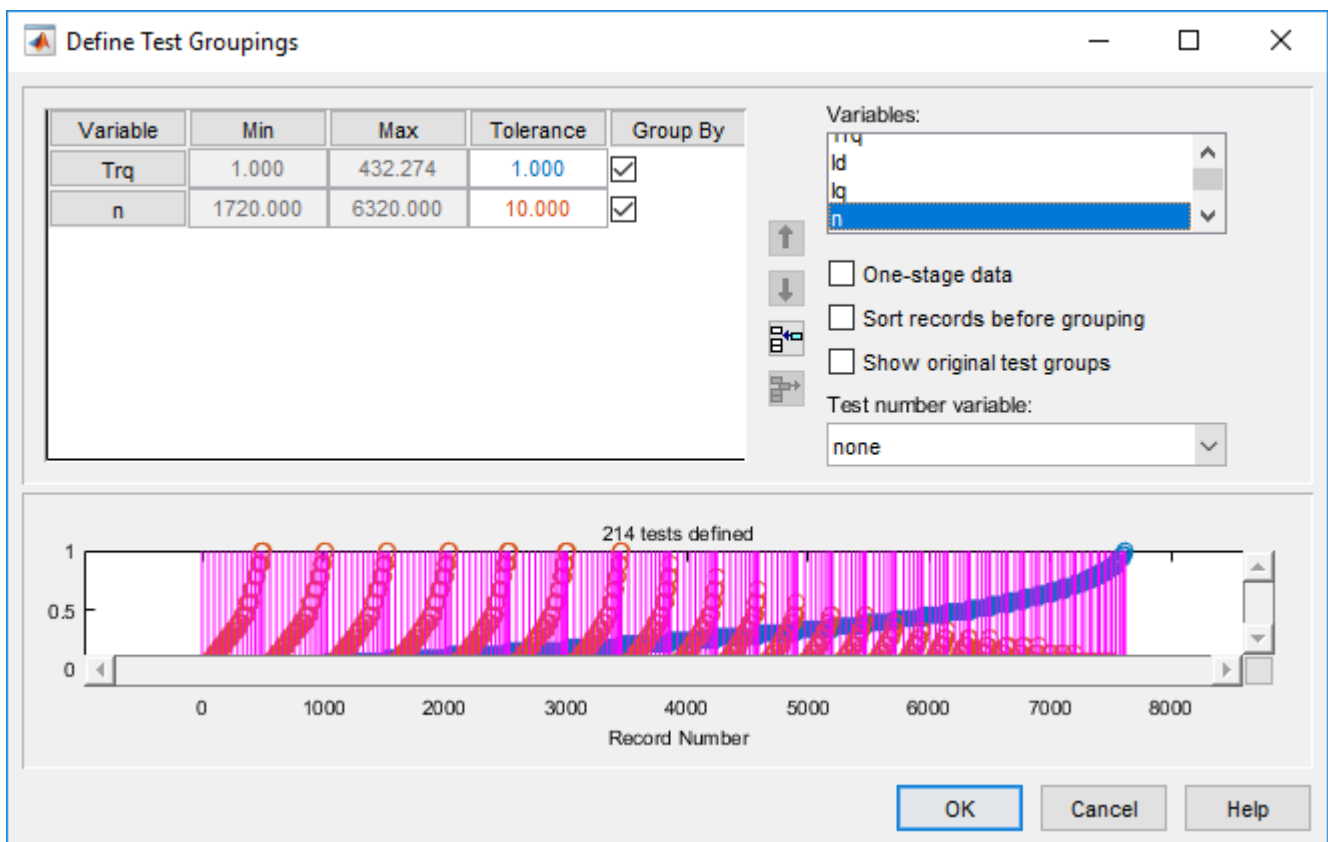 Define Test Groupings
Variable Min Max Tolerance Group By
Trq 1.000 432.274 1.000
n 1720.000 6320.000 10.000
Variables:
Trq
Id
Iq
n
One-stage data
Sort records before grouping
Show original test groups
Test number variable:
none
214 tests defined
1
0.5
0
0 1000 2000 3000 4000 5000 6000 7000 8000
Record Number
OK Cancel Help